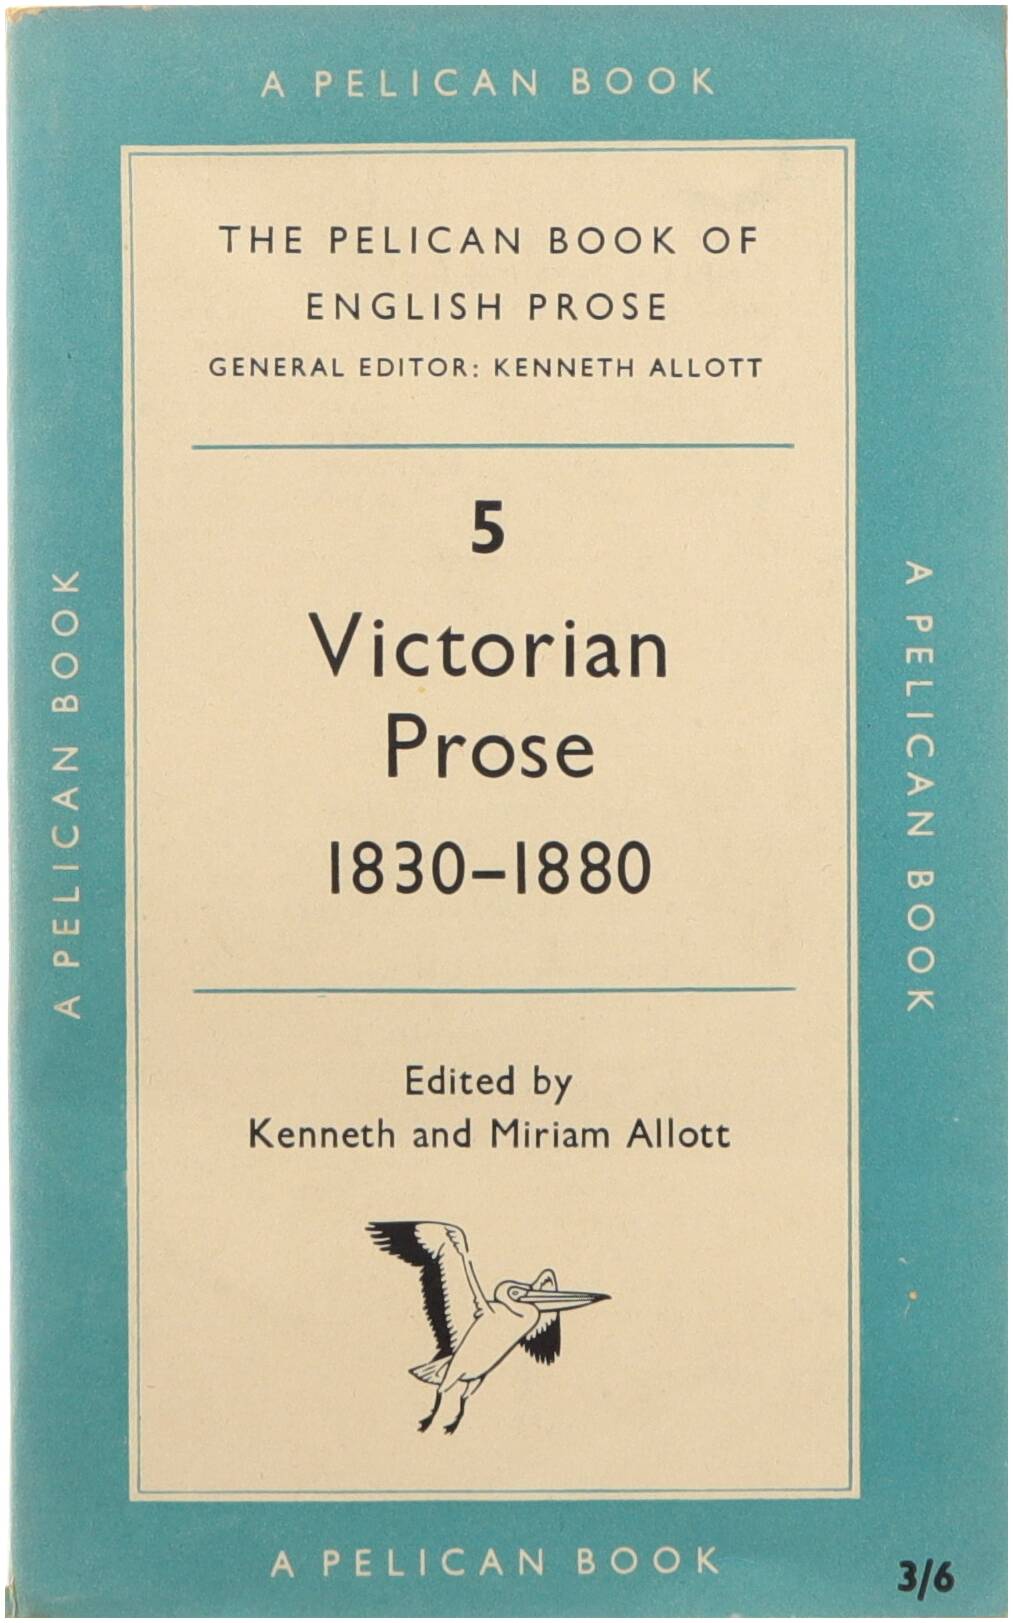 A PELICAN BOOK
THE PELICAN BOOK OF
ENGLISH PROSE
GENERAL EDITOR: KENNETH ALLOTT
5
Victorian
Prose
1830–1880
Edited by
Kenneth and Miriam Allott
A PELICAN BOOK
A PELICAN BOOK
A PELICAN BOOK
3/6